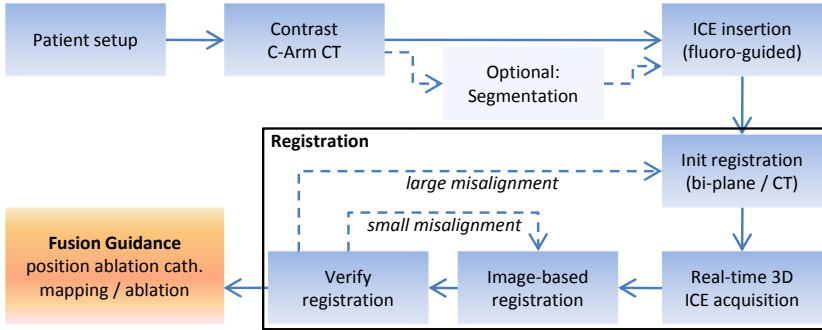 Patient setup
Contrast
C-Arm CT
ICE insertion
(fluoro-guided)
Optional:
Segmentation
Registration
Init registration
(bi-plane / CT)
large misalignment
small misalignment
Fusion Guidance
position ablation cath.
mapping / ablation
Verify
registration
Image-based
registration
Real-time 3D
ICE acquisition